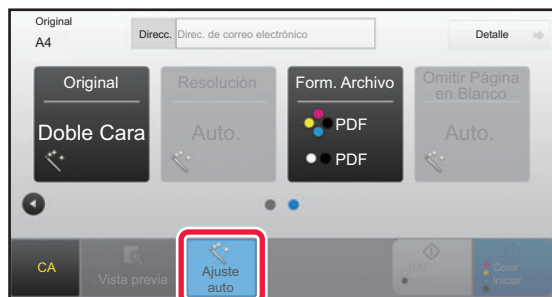 Original
A4
Direcc.
Direc. de correo electrónico
Detalle
Original
Doble Cara
Resolución
Auto.
Form. Archivo
PDF
PDF
Omitir Página
en Blanco
Auto.
CA
Vista previa
Ajuste
auto
B/N
Iniciar
Color
Iniciar